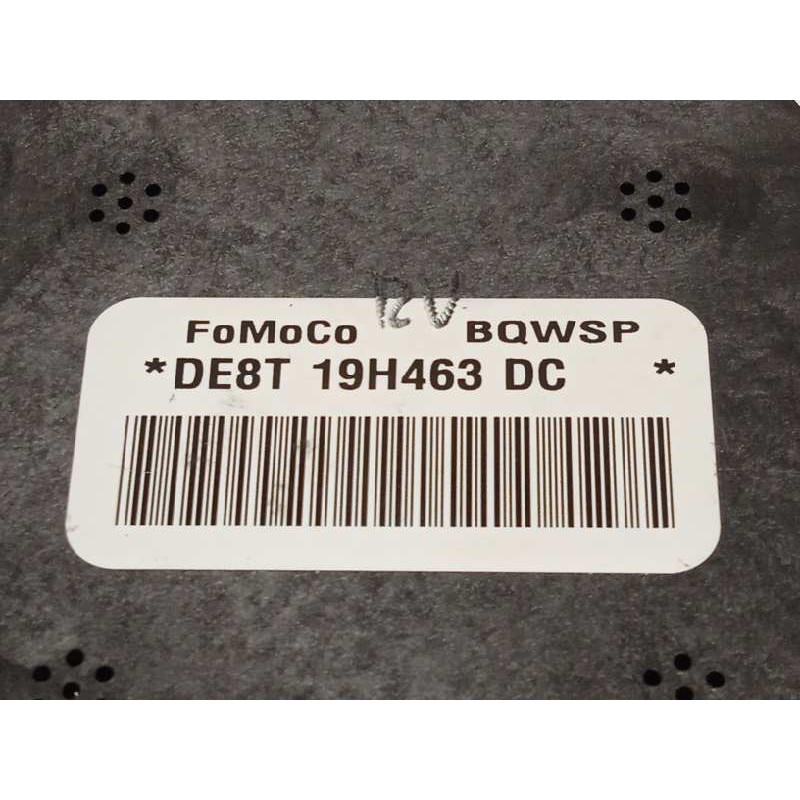 FoMoCo BQWSP
*DE8T 19H463 DC *